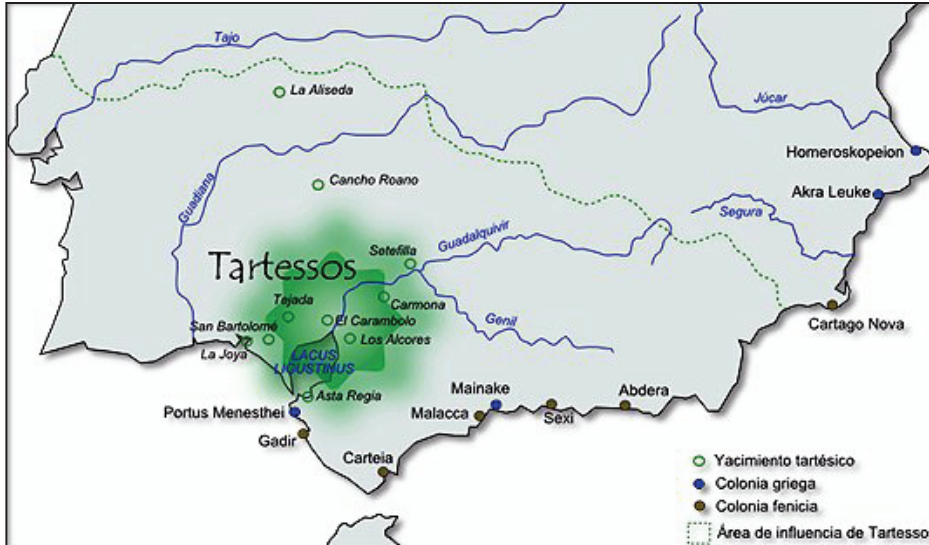 Tajo
La Aliseda
Júcar
Homeroskopeion
Cancho Roano
Akra Leuke
Guadiana
Segura
Guadalquivir
Setefilla
Tartessos
Tejada
Carmona
El Carambolo
Cartago Nova
San Bartolomé
Genil
Los Alcores
La Joya
LACUS
LIGUSTINUS
Asta Regia
Mainake
Abdera
Portus Menesthei
Malacca
Sexi
Gadir
Carteia
Yacimiento tartésico
Colonia griega
Colonia fenicia
Área de influencia de Tartesso